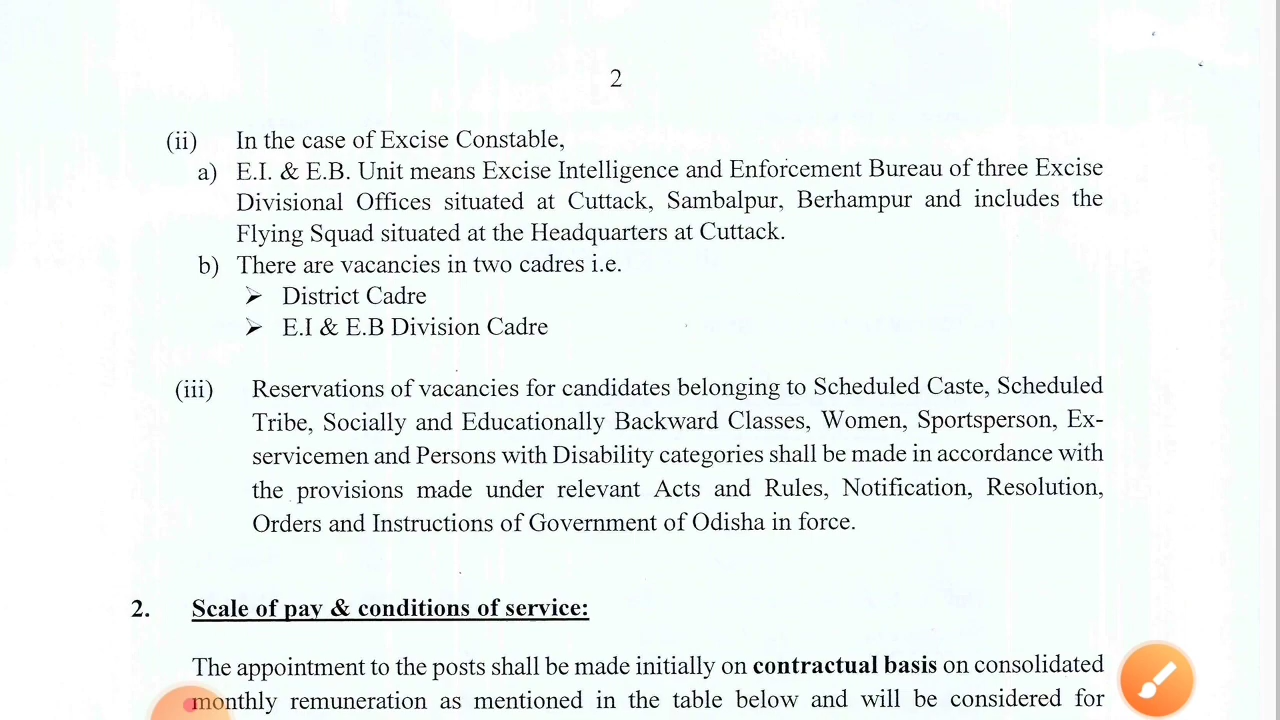 2
(ii) In the case of Excise Constable,
a) E.I. & E.B. Unit means Excise Intelligence and Enforcement Bureau of three Excise
Divisional Offices situated at Cuttack, Sambalpur, Berhampur and includes the
Flying Squad situated at the Headquarters at Cuttack.
b) There are vacancies in two cadres i.e.
➢ District Cadre
➢ E.I & E.B Division Cadre
(iii) Reservations of vacancies for candidates belonging to Scheduled Caste, Scheduled
Tribe, Socially and Educationally Backward Classes, Women, Sportsperson, Ex-
servicemen and Persons with Disability categories shall be made in accordance with
the provisions made under relevant Acts and Rules, Notification, Resolution,
Orders and Instructions of Government of Odisha in force.
2. Scale of pay & conditions of service:
The appointment to the posts shall be made initially on contractual basis on consolidated
monthly remuneration as mentioned in the table below and will be considered for